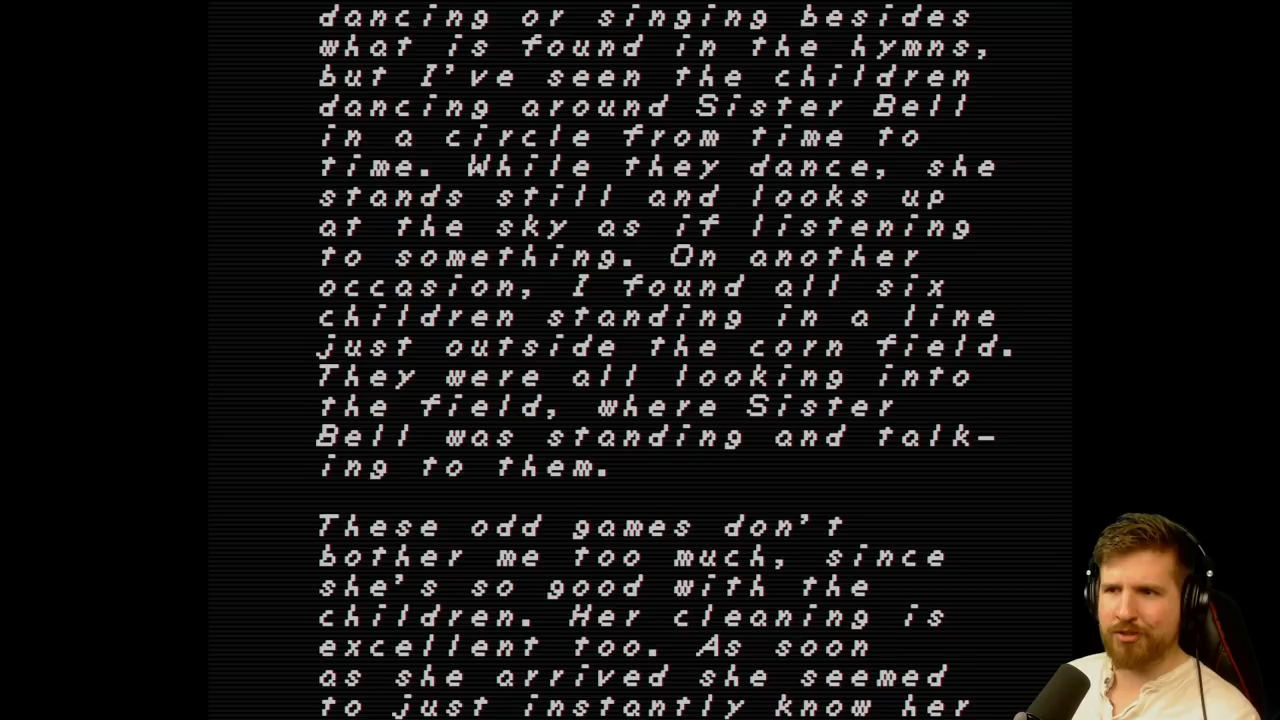 dancing or singing besides
what is found in the hymns,
but I've seen the children
dancing around Sister Bell
in a circle from time to
time. While they dance, she
stands still and looks up
at the sky as if listening
to something. On another
occasion, I found all six
children standing in a line
just outside the corn field.
They were all looking into
the field, where Sister
Bell was standing and talk-
ing to them.
These odd games don't
bother me too much, since
she's so good with the
children. Her cleaning is
excellent too. As soon
as she arrived she seemed
to just instantly know her